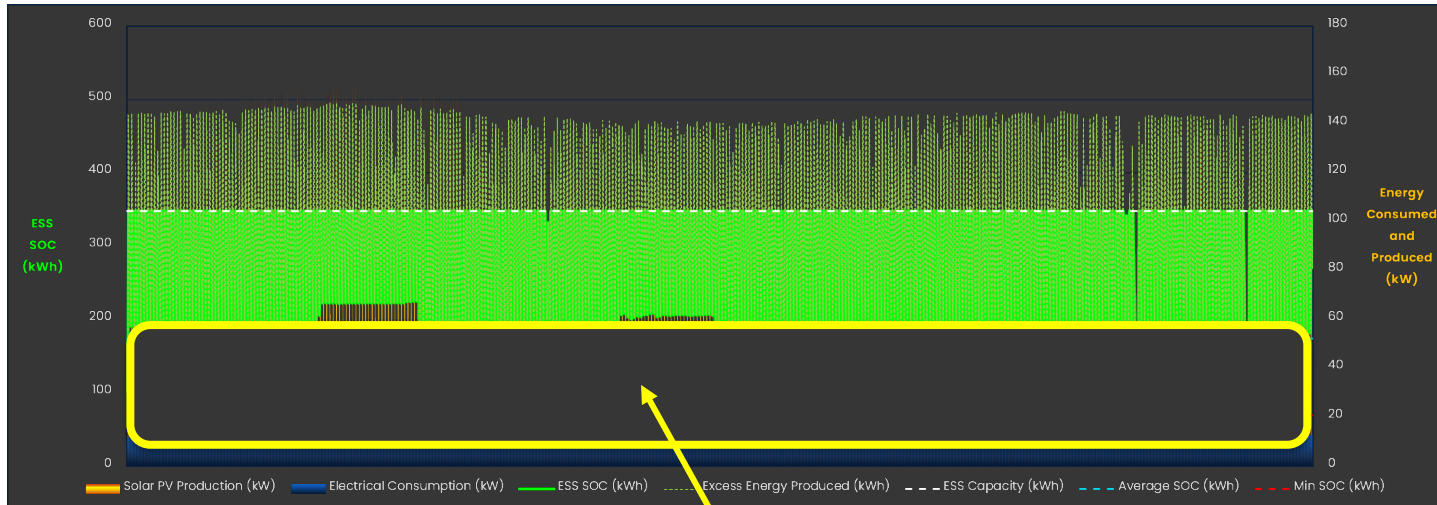 600
500
400
300
200
100
0
ESS
SOC
(kWh)
180
160
140
120
100
80
60
40
20
0
Energy
Consumed
and
Produced
(kW)
Solar PV Production (kW)
Electrical Consumption (kW)
ESS SOC (kWh)
Excess Energy Produced (kWh)
ESS Capacity (kWh)
Average SOC (kWh)
Min SOC (kWh)